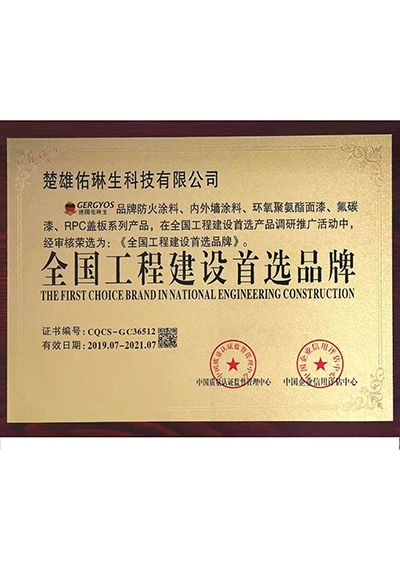 楚雄佑琳生科技有限公司
GERGYOS 德國佑琳生 品牌防火涂料、内外墙涂料、环氧聚氨酯面漆、氟碳
漆、RPC盖板系列产品，在全国工程建设首选产品调研推广活动中，
经审核荣选为：《全国工程建设首选品牌》。
全国工程建设首选品牌
THE FIRST CHOICE BRAND IN NATIONAL ENGINEERING CONSTRUCTION
证书编号：CQCS-GC36512
有效日期：2019.07-2021.07
中国质量认证监督管理中心 中国企业信用评估中心